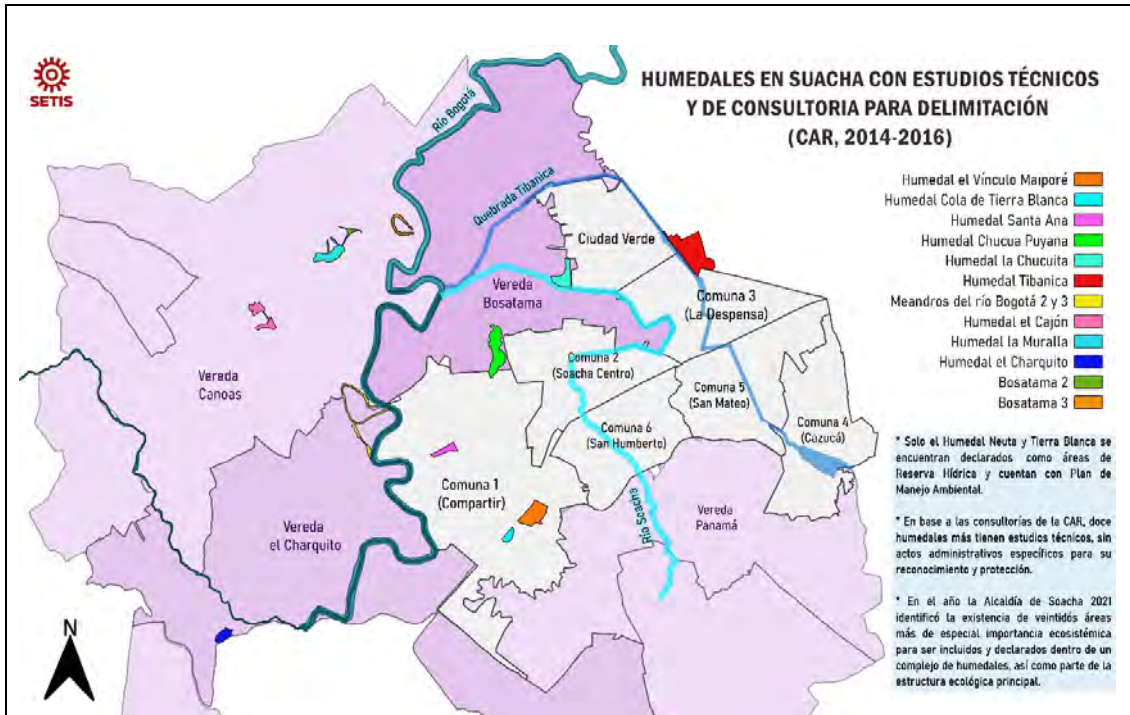 SETIS
HUMEDALES EN SUACHA CON ESTUDIOS TÉCNICOS
Y DE CONSULTORIA PARA DELIMITACIÓN
(CAR, 2014-2016)
Humedal el Vínculo Maiporé
Humedal Cola de Tierra Blanca
Humedal Santa Ana
Humedal Chucua Puyana
Humedal la Chucuita
Humedal Tibanica
Meandros del río Bogotá 2 y 3
Humedal el Cajón
Humedal la Muralla
Humedal el Charquito
Bosatama 2
Bosatama 3
* Solo el Humedal Neuta y Tierra Blanca se
encuentran declarados como áreas de
Reserva Hídrica y cuentan con Plan de
Manejo Ambiental.
* En base a las consultorías de la CAR, doce
humedales más tienen estudios técnicos, sin
actos administrativos específicos para su
reconocimiento y protección.
* En el año la Alcaldía de Soacha 2021
identificó la existencia de veintidós áreas
más de especial importancia ecosistémica
para ser incluidos y declarados dentro de un
complejo de humedales, así como parte de la
estructura ecológica principal.
Río Bogotá
Quebrada Tibanica
Ciudad Verde
Vereda
Bosatama
Comuna 3
(La Despensa)
Comuna 2
(Soacha Centro)
Vereda
Canoas
Comuna 5
(San Mateo)
Comuna 4
(Cazucá)
Comuna 6
(San Humberto)
Comuna 1
(Compartir)
Río Soacha
Vereda
Panamá
Vereda
el Charquito
N